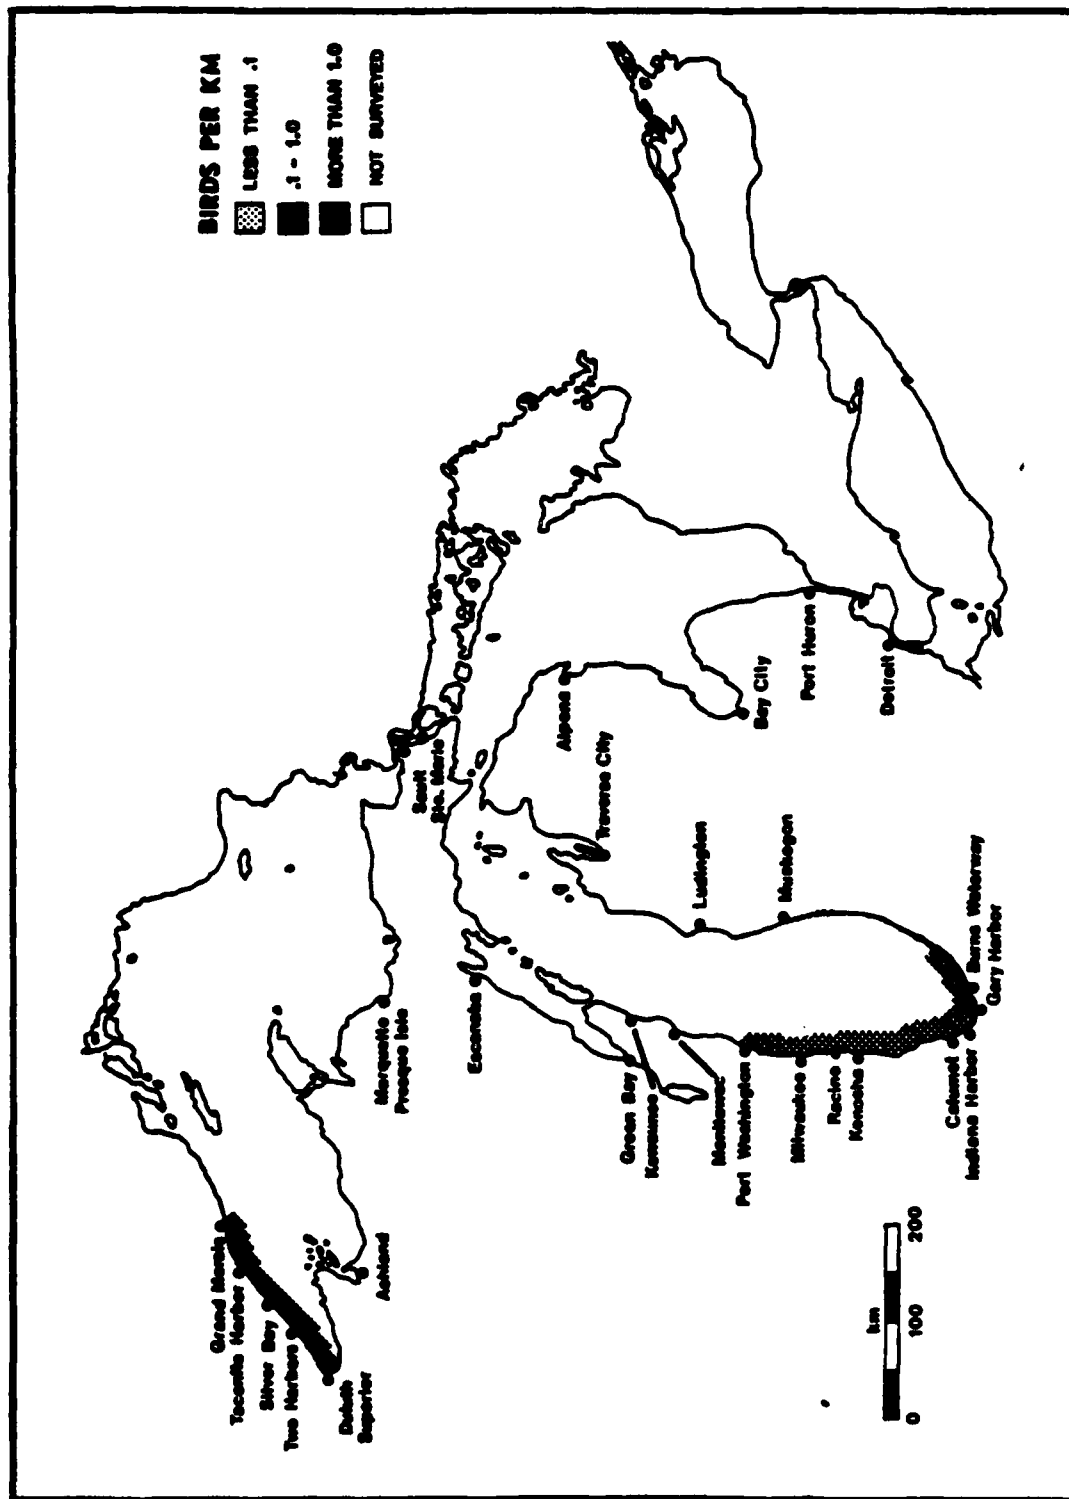 BIRDS PER KM
LESS THAN .1
.1 - 1.0
MORE THAN 1.0
NOT SURVEYED
Grand Marais
Taconite Harbor
Silver Bay
Two Harbors
Duluth
Superior
Ashland
Marquette
Presque Isle
Sault
Ste. Marie
Escanaba
Green Bay
Kewaunee
Manitowoc
Port Washington
Milwaukee
Racine
Kenosha
Calumet
Indiana Harbor
Gary Harbor
Burns Waterway
Muskegon
Ludington
Traverse City
Alpena
Bay City
Port Huron
Detroit
km
0 100 200